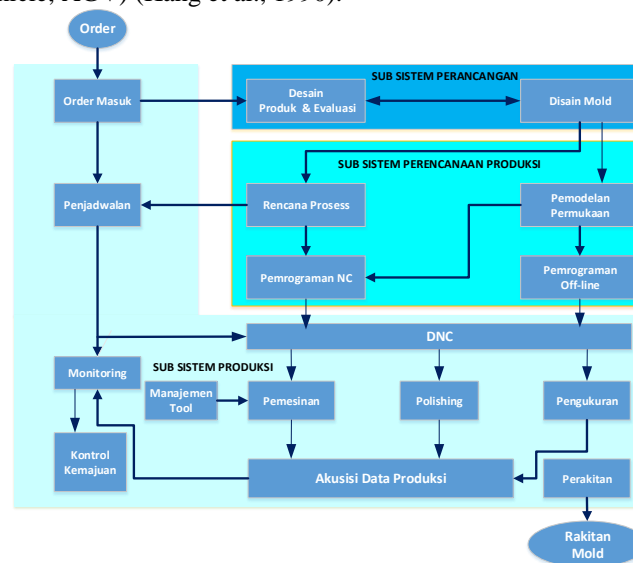 Order
SUB SISTEM PERANCANGAN
Order Masuk
Desain
Produk & Evaluasi
Disain Mold
SUB SISTEM PERENCANAAN PRODUKSI
Penjadwalan
Rencana Prosess
Pemodelan
Permukaan
Pemrograman NC
Pemrograman
Off-line
DNC
SUB SISTEM PRODUKSI
Monitoring
Manajemen
Tool
Pemesinan
Polishing
Pengukuran
Kontrol
Kemajuan
Akusisi Data Produksi
Perakitan
Rakitan
Mold